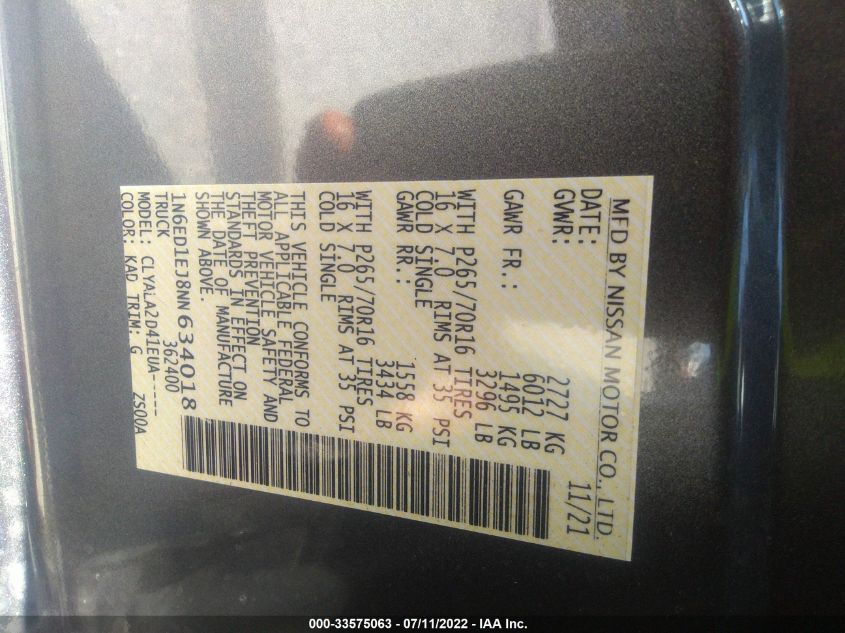 MFD BY NISSAN MOTOR CO., LTD.
DATE: 11/21
GVWR: 2727 KG
6012 LB
GAWR FR.: 1495 KG
3296 LB
WITH P265/70R16 TIRES
16 X 7.0 RIMS AT 35 PSI
COLD SINGLE
GAWR RR.: 1558 KG
3434 LB
WITH P265/70R16 TIRES
16 X 7.0 RIMS AT 35 PSI
COLD SINGLE
THIS VEHICLE CONFORMS TO
ALL APPLICABLE FEDERAL
MOTOR VEHICLE SAFETY AND
THEFT PREVENTION
STANDARDS IN EFFECT ON
THE DATE OF MANUFACTURE
SHOWN ABOVE.
1N6ED1EJ8NN634018
TRUCK 362400
MODEL: CLYALA2D41EUA-----
COLOR: KAD TRIM: G ZS00A
000-33575063 - 07/11/2022 - IAA Inc.